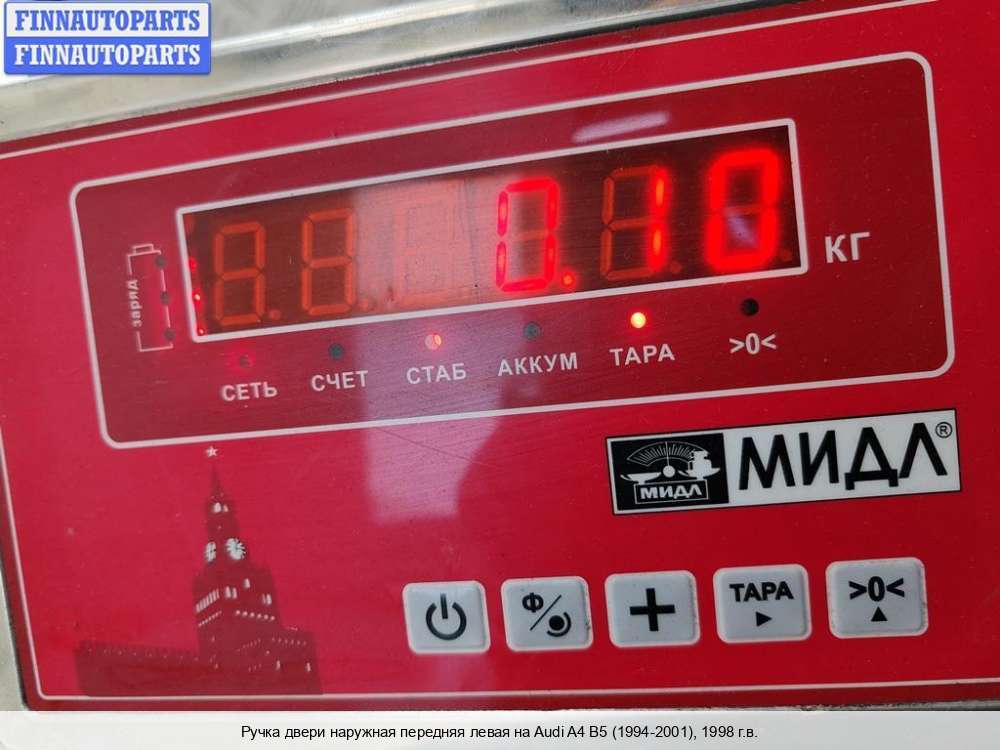 FINNAUTOPARTS
FINNAUTOPARTS
0.10 КГ
заряд
СЕТЬ СЧЕТ СТАБ АККУМ ТАРА >0<
МИДЛ МИДЛ®
Ф/ + ТАРА >0<
Ручка двери наружная передняя левая на Audi A4 B5 (1994-2001), 1998 г.в.